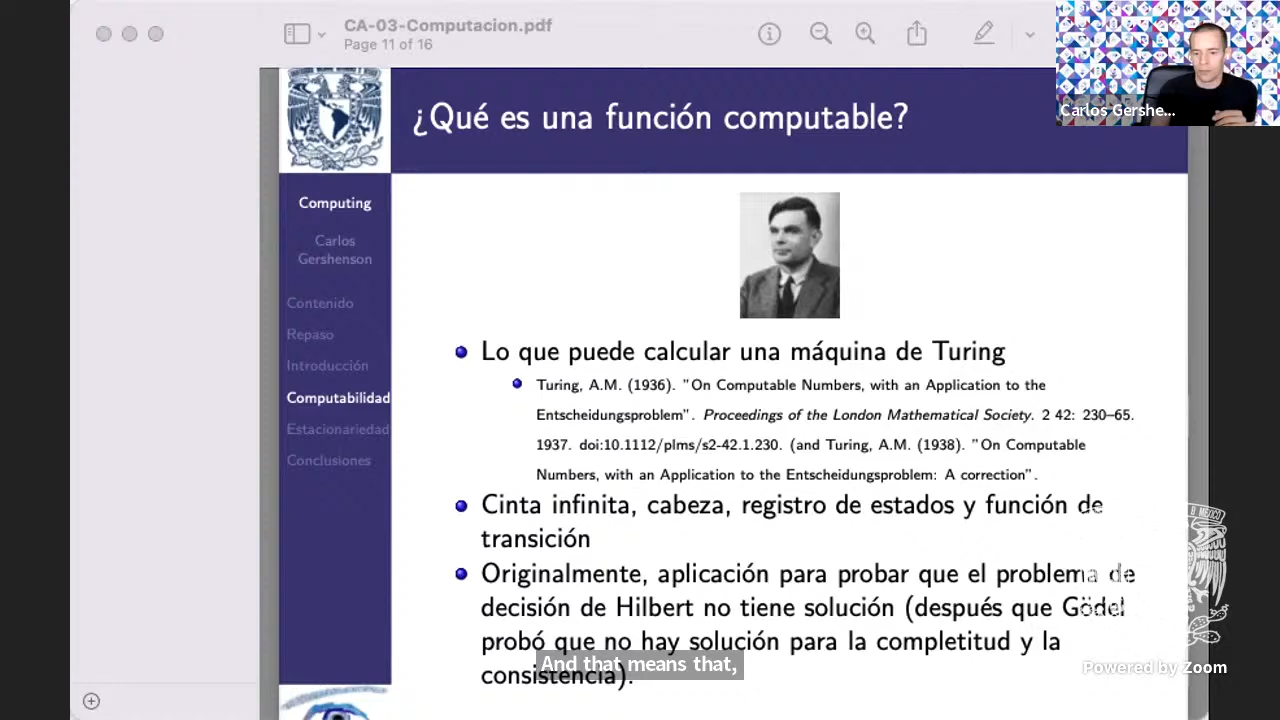 CA-03-Computacion.pdf
Page 11 of 16
Carlos Gershe...
¿Qué es una función computable?
Computing
Carlos
Gershenson
Contenido
Repaso
Introducción
Computabilidad
Estacionariedad
Conclusiones
Lo que puede calcular una máquina de Turing
Turing, A.M. (1936). "On Computable Numbers, with an Application to the
Entscheidungsproblem". Proceedings of the London Mathematical Society. 2 42: 230–65.
1937. doi:10.1112/plms/s2-42.1.230. (and Turing, A.M. (1938). "On Computable
Numbers, with an Application to the Entscheidungsproblem: A correction".
Cinta infinita, cabeza, registro de estados y función de
transición
Originalmente, aplicación para probar que el problema de
decisión de Hilbert no tiene solución (después que Gödel
probó que no hay solución para la completitud y la
consistencia).
And that means that,
Powered by Zoom